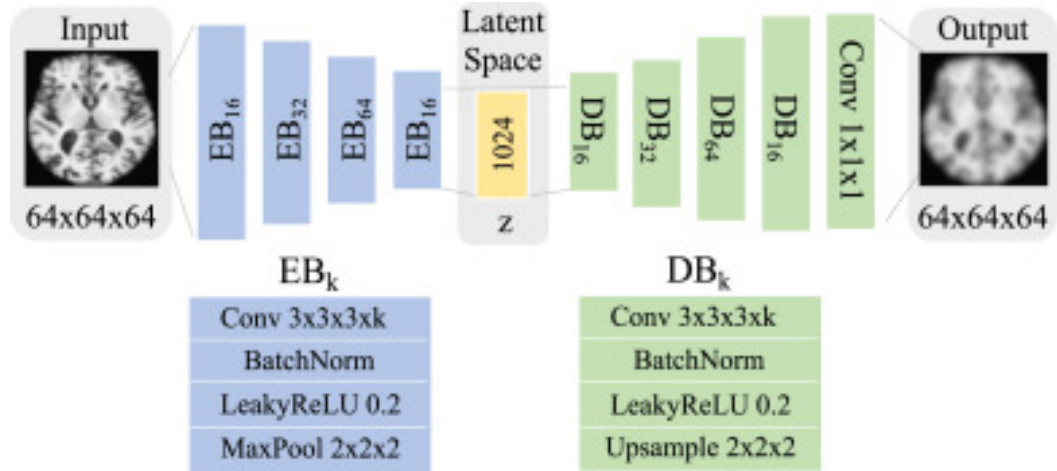 Input
64x64x64
EB16
EB32
EB64
EB16
Latent
Space
1024
z
DB16
DB32
DB64
DB16
Conv 1x1x1
Output
64x64x64
EBk
Conv 3x3x3xk
BatchNorm
LeakyReLU 0.2
MaxPool 2x2x2
DBk
Conv 3x3x3xk
BatchNorm
LeakyReLU 0.2
Upsample 2x2x2